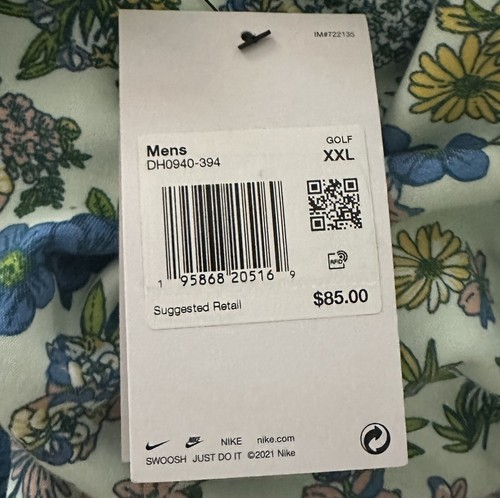 IM#722135
Mens
DH0940-394
GOLF
XXL
1 95868 20516 9
RFID
Suggested Retail
$85.00
NIKE nike.com
SWOOSH JUST DO IT ©2021 Nike